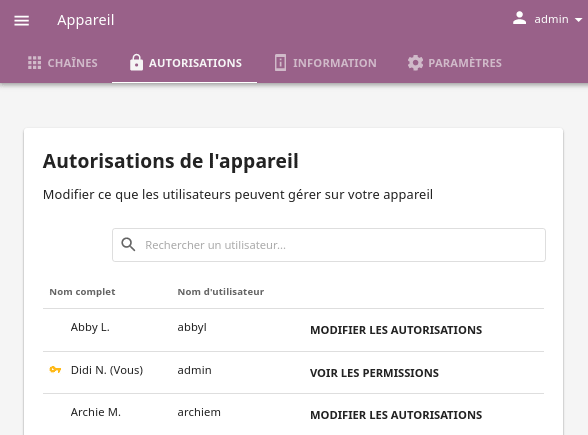 Appareil
admin
CHAÎNES
AUTORISATIONS
INFORMATION
PARAMÈTRES
Autorisations de l'appareil
Modifier ce que les utilisateurs peuvent gérer sur votre appareil
Rechercher un utilisateur...
Nom complet
Nom d'utilisateur
Abby L.
abbyl
MODIFIER LES AUTORISATIONS
Didi N. (Vous)
admin
VOIR LES PERMISSIONS
Archie M.
archiem
MODIFIER LES AUTORISATIONS